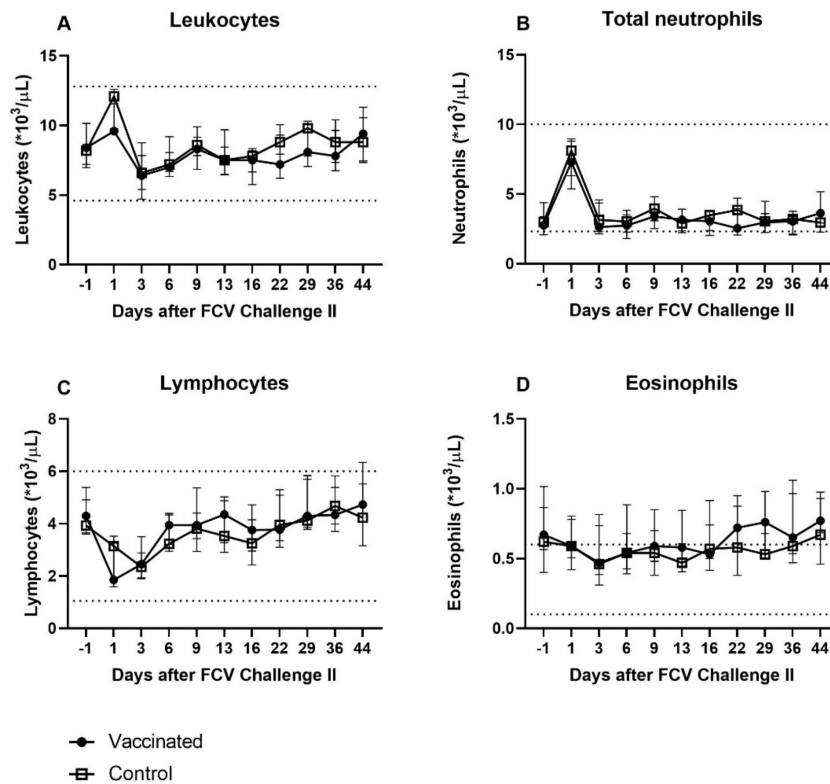 A Leukocytes
Leukocytes (*10³/µL)
15
10
5
0
-1 1 3 6 9 13 16 22 29 36 44
Days after FCV Challenge II
B Total neutrophils
Neutrophils (*10³/µL)
15
10
5
0
-1 1 3 6 9 13 16 22 29 36 44
Days after FCV Challenge II
C Lymphocytes
Lymphocytes (*10³/µL)
8
6
4
2
0
-1 1 3 6 9 13 16 22 29 36 44
Days after FCV Challenge II
D Eosinophils
Eosinophils (*10³/µL)
1.5
1.0
0.5
0.0
-1 1 3 6 9 13 16 22 29 36 44
Days after FCV Challenge II
Vaccinated
Control